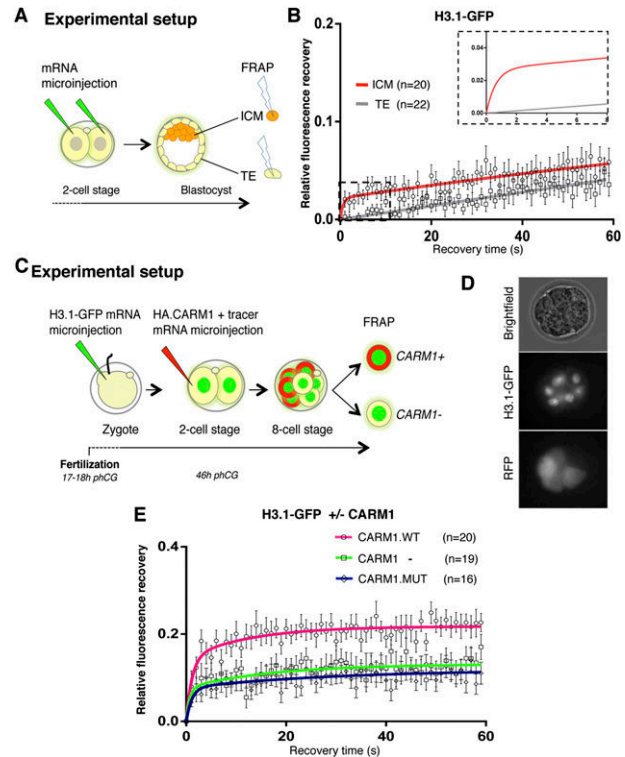 A Experimental setup
mRNA
microinjection
FRAP
ICM
TE
2-cell stage
Blastocyst
B
H3.1-GFP
Relative fluorescence recovery
0.2
0.1
0.0
0 20 40 60
Recovery time (s)
ICM (n=20)
TE (n=22)
0.04
0.02
0.00
0 2 4 6 8
C Experimental setup
H3.1-GFP mRNA
microinjection
HA.CARM1 + tracer
mRNA microinjection
FRAP
CARM1+
CARM1-
Zygote
2-cell stage
8-cell stage
Fertilization
17-18h phCG
46h phCG
D
Brightfield
H3.1-GFP
RFP
E
H3.1-GFP +/- CARM1
CARM1.WT (n=20)
CARM1 - (n=19)
CARM1.MUT (n=16)
Relative fluorescence recovery
0.4
0.2
0.0
0 20 40 60
Recovery time (s)